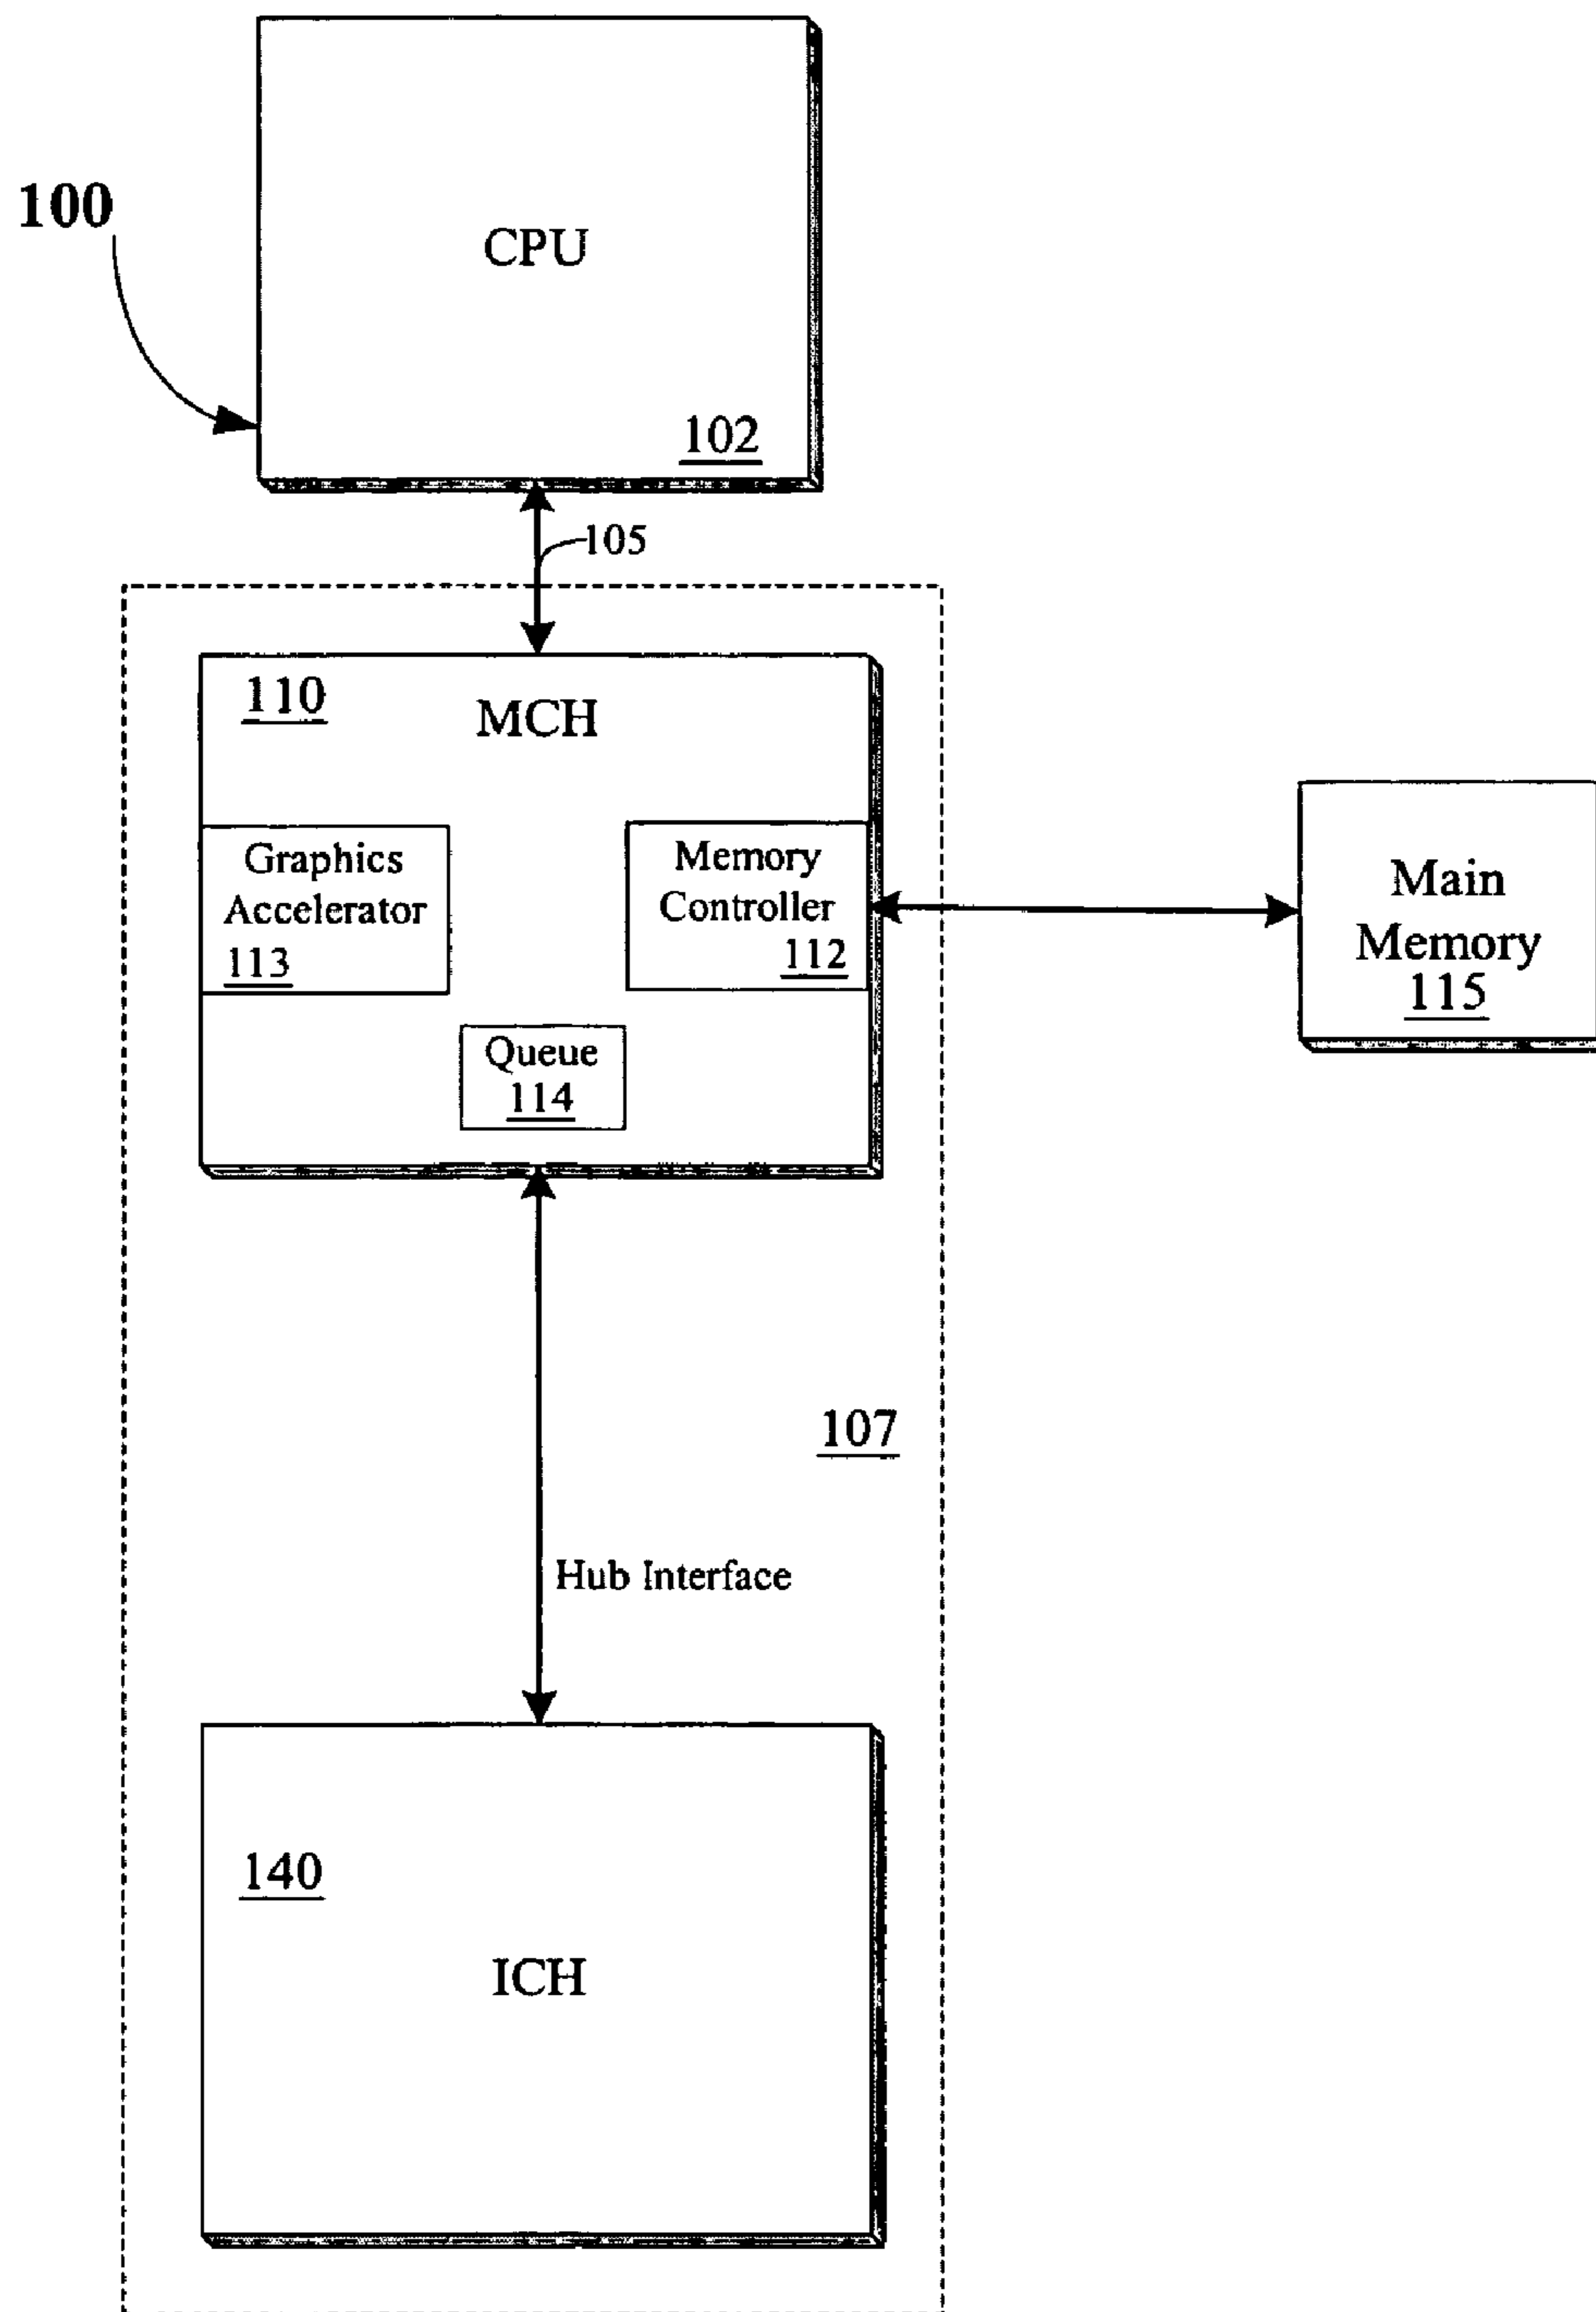 100
CPU
102
105
110
MCH
Graphics
Accelerator
113
Memory
Controller
112
Queue
114
Main
Memory
115
107
Hub Interface
140
ICH